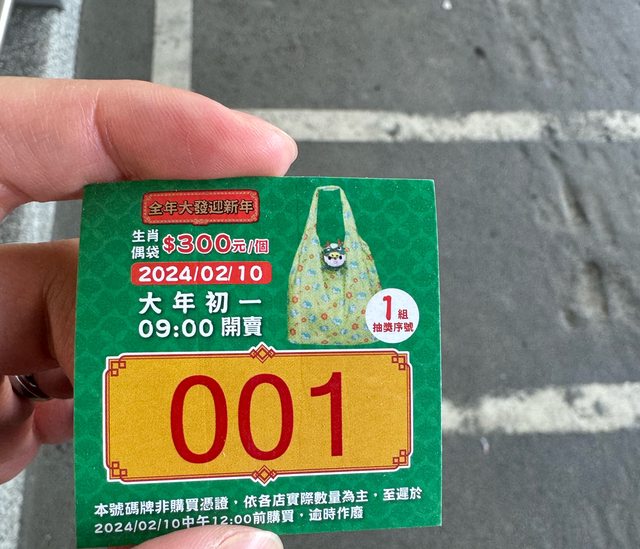 全年大發迎新年
生肖
偶袋 $300元/個
2024/02/10
大年初一
09:00 開賣
1組
抽獎序號
001
本號碼牌非購買憑證，依各店實際數量為主，至遲於
2024/02/10中午12:00前購買，逾時作廢